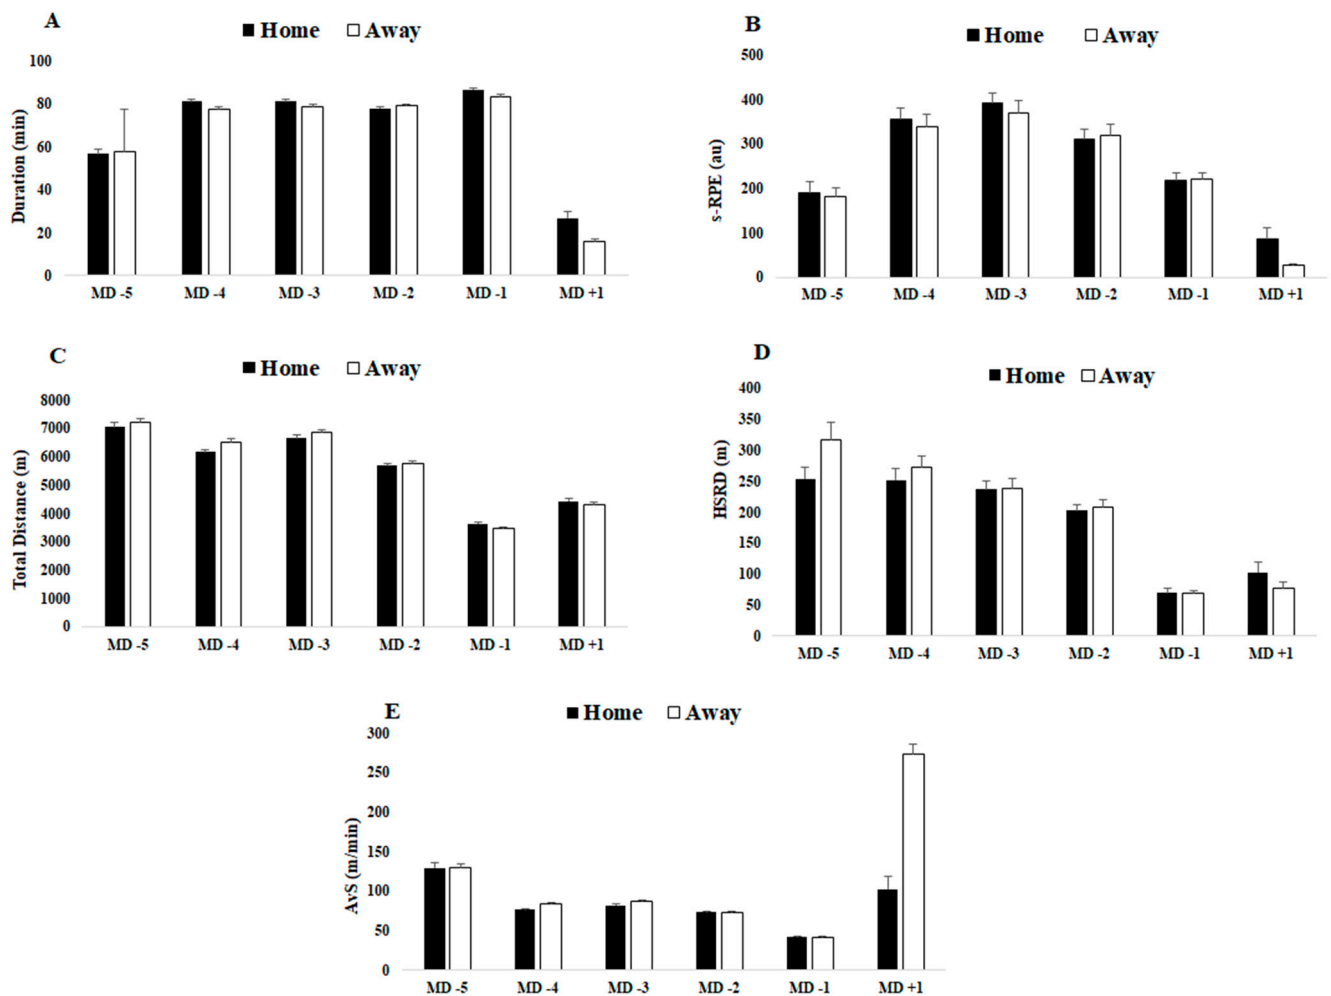 A
Home Away
Duration (min)
100
80
60
40
20
0
MD -5 MD -4 MD -3 MD -2 MD -1 MD +1
B
Home Away
s-RPE (au)
500
400
300
200
100
0
MD -5 MD -4 MD -3 MD -2 MD -1 MD +1
C
Home Away
Total Distance (m)
8000
7000
6000
5000
4000
3000
2000
1000
0
MD -5 MD -4 MD -3 MD -2 MD -1 MD +1
D
Home Away
HSRD (m)
400
350
300
250
200
150
100
50
0
MD -5 MD -4 MD -3 MD -2 MD -1 MD +1
E
Home Away
AvS (m/min)
300
250
200
150
100
50
0
MD -5 MD -4 MD -3 MD -2 MD -1 MD +1